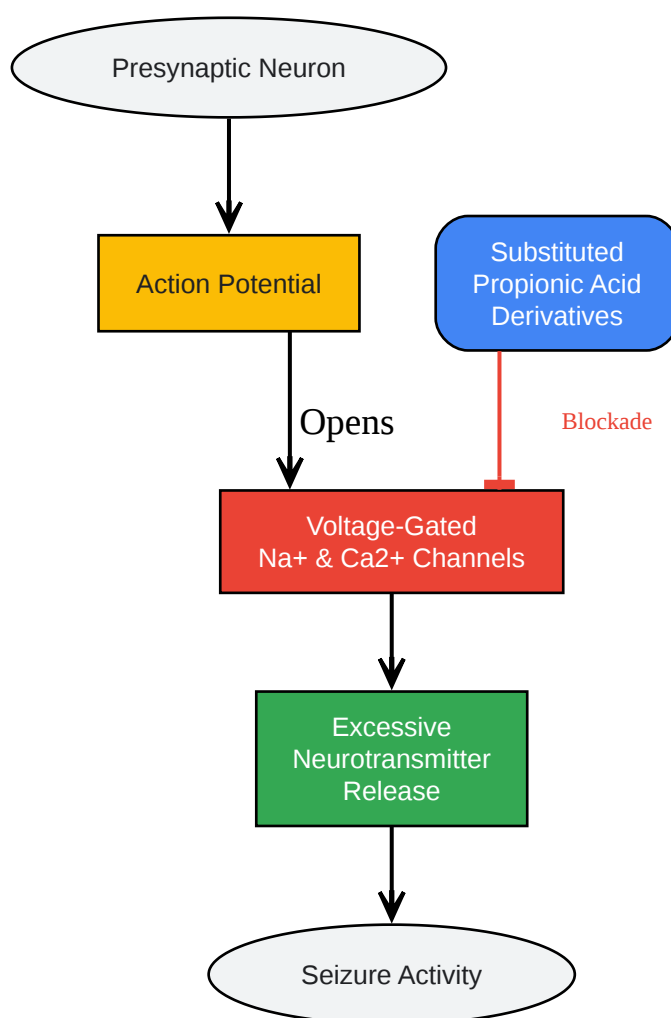 Presynaptic Neuron
Action Potential
Substituted
Propionic Acid
Derivatives
Opens
Blockade
Voltage-Gated
Na+ & Ca2+ Channels
Excessive
Neurotransmitter
Release
Seizure Activity